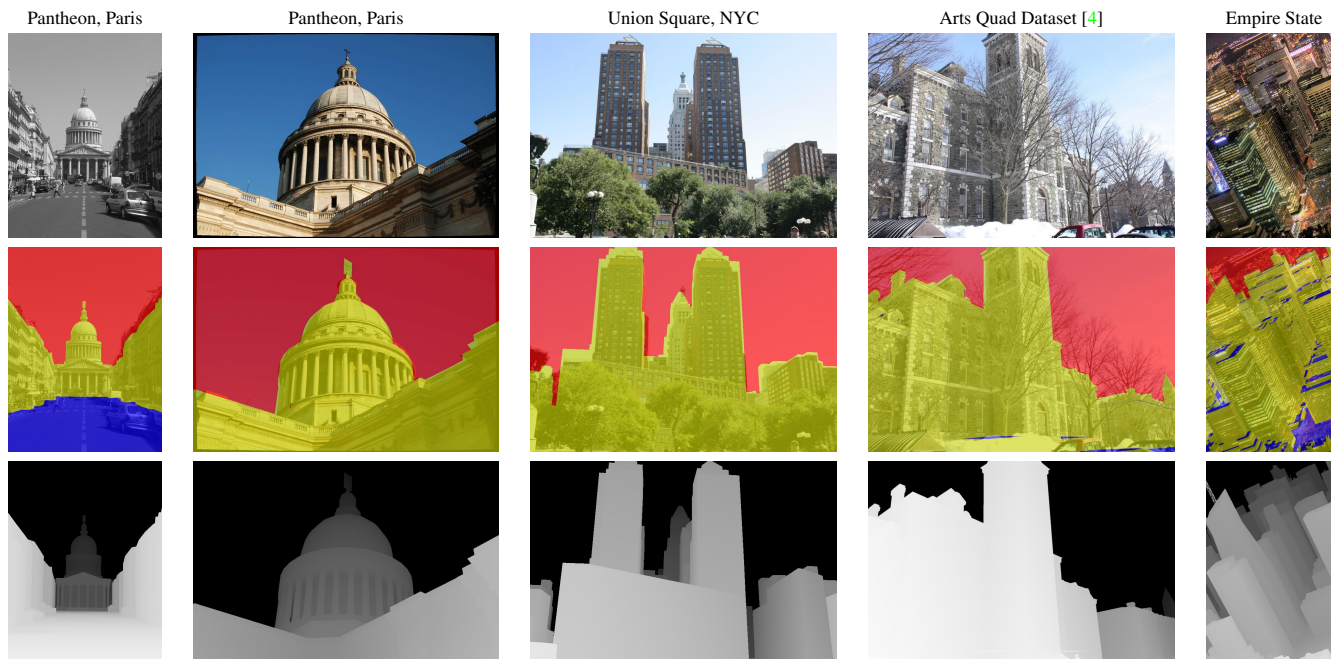 Pantheon, Paris
Pantheon, Paris
Union Square, NYC
Arts Quad Dataset [4]
Empire State